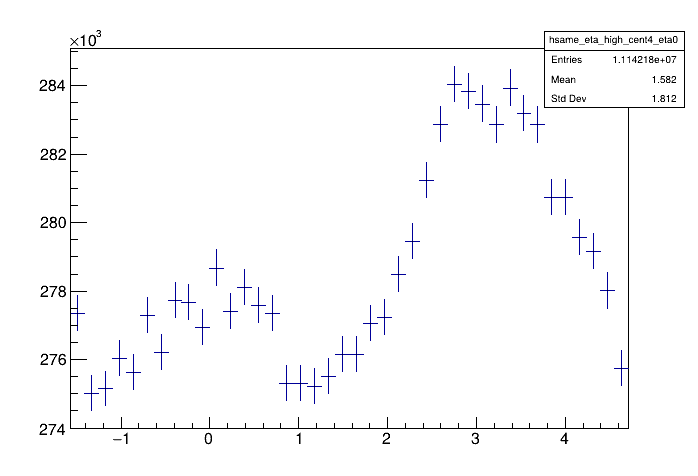 ×10³
hsame_eta_high_cent4_eta0
Entries 1.114218e+07
Mean 1.582
Std Dev 1.812
284
282
280
278
276
274
−1 0 1 2 3 4